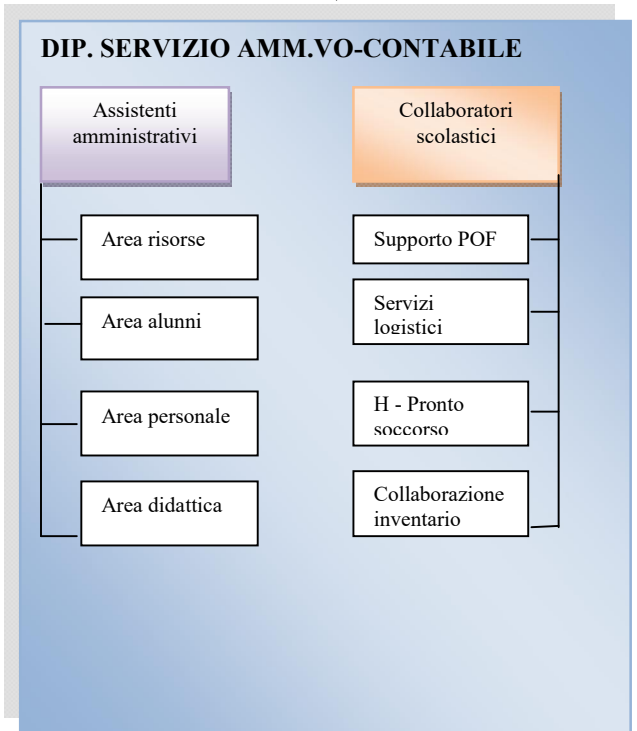 DIP. SERVIZIO AMM.VO-CONTABILE
Assistenti
amministrativi
Area risorse
Area alunni
Area personale
Area didattica
Collaboratori
scolastici
Supporto POF
Servizi
logistici
H - Pronto
soccorso
Collaborazione
inventario